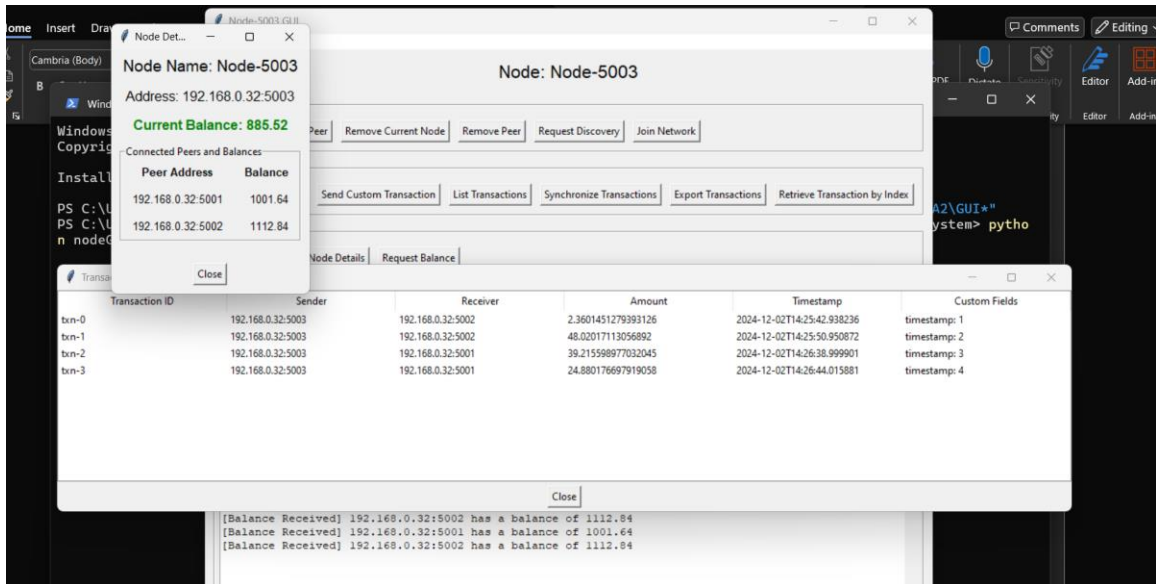 Home Insert Dra
Comments Editing
Cambria (Body)
B
Dictate Sensitivity Editor Add-in
Editor Add-in
Node-5003 GUI
Node: Node-5003
Peer Remove Current Node Remove Peer Request Discovery Join Network
Send Custom Transaction List Transactions Synchronize Transactions Export Transactions Retrieve Transaction by Index
Node Details Request Balance
Node Det...
Node Name: Node-5003
Address: 192.168.0.32:5003
Current Balance: 885.52
Connected Peers and Balances
Peer Address Balance
192.168.0.32:5001 1001.64
192.168.0.32:5002 1112.84
Close
Wind
Windows
Copyrig
Install
PS C:\U A2\GUI*"
PS C:\U ystem> pytho
n node
Transa
Transaction ID Sender Receiver Amount Timestamp Custom Fields
txn-0 192.168.0.32:5003 192.168.0.32:5002 2.3601451279393126 2024-12-02T14:25:42.938236 timestamp: 1
txn-1 192.168.0.32:5003 192.168.0.32:5002 48.02017113056892 2024-12-02T14:25:50.950872 timestamp: 2
txn-2 192.168.0.32:5003 192.168.0.32:5001 39.215598977032045 2024-12-02T14:26:38.999901 timestamp: 3
txn-3 192.168.0.32:5003 192.168.0.32:5001 24.880176697919058 2024-12-02T14:26:44.015881 timestamp: 4
Close
[Balance Received] 192.168.0.32:5002 has a balance of 1112.84
[Balance Received] 192.168.0.32:5001 has a balance of 1001.64
[Balance Received] 192.168.0.32:5002 has a balance of 1112.84